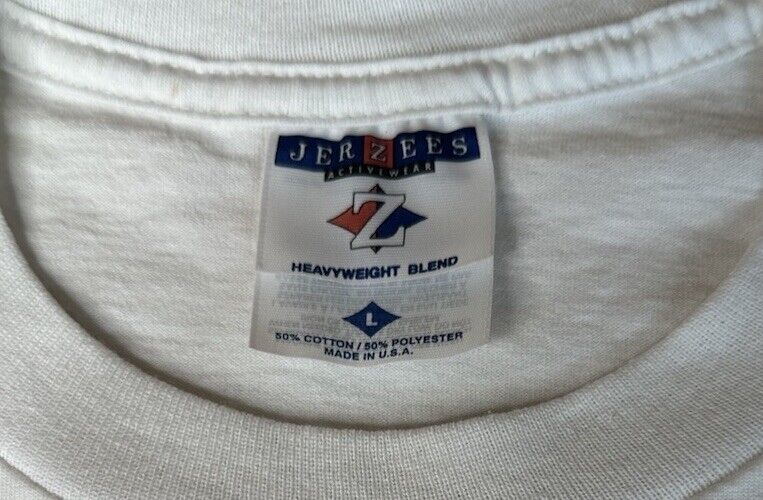 JERZEES
ACTIVEWEAR
Z
HEAVYWEIGHT BLEND
L
50% COTTON / 50% POLYESTER
MADE IN U.S.A.